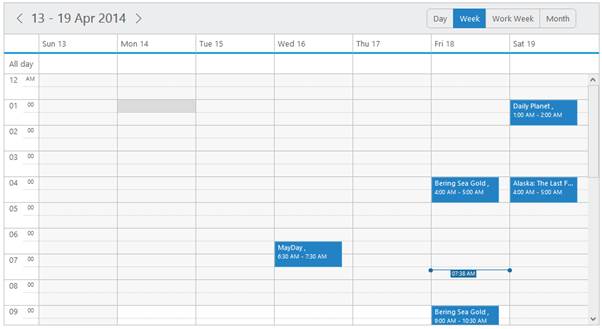 13 - 19 Apr 2014
Day Week Work Week Month
Sun 13 Mon 14 Tue 15 Wed 16 Thu 17 Fri 18 Sat 19
All day
12 AM
01 00
Daily Planet ,
1:00 AM - 2:00 AM
02 00
03 00
04 00
Bering Sea Gold ,
4:00 AM - 5:00 AM
Alaska: The Last F...
4:00 AM - 5:00 AM
05 00
06 00
MayDay ,
6:30 AM - 7:30 AM
07 00
07:38 AM
08 00
09 00
Bering Sea Gold ,
9:00 AM - 10:30 AM